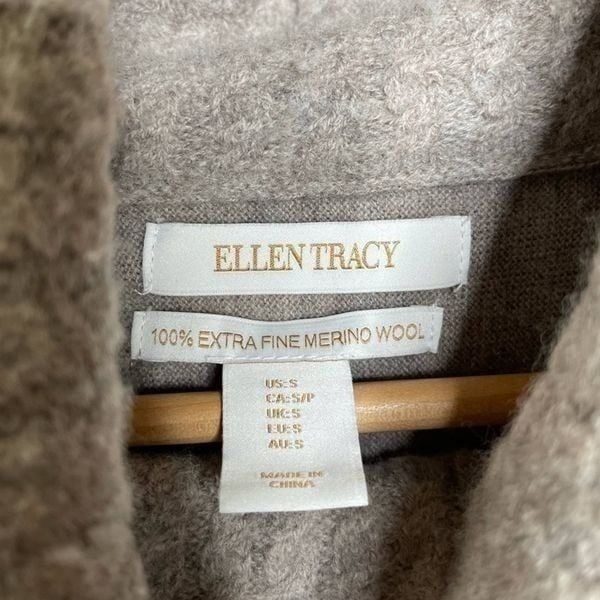 ELLEN TRACY
100% EXTRA FINE MERINO WOOL
US:S
CA:S/P
UK:S
EU:S
AU:S
MADE IN
CHINA